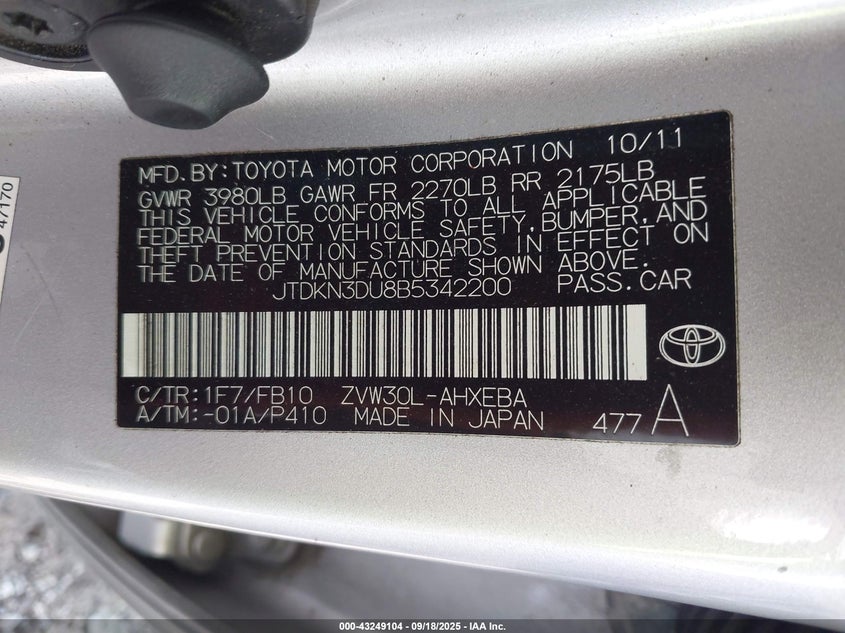 MFD.BY:TOYOTA MOTOR CORPORATION 10/11
GVWR 3980LB GAWR FR 2270LB RR 2175LB
THIS VEHICLE CONFORMS TO ALL APPLICABLE
FEDERAL MOTOR VEHICLE SAFETY,BUMPER,AND
THEFT PREVENTION STANDARDS IN EFFECT ON
THE DATE OF MANUFACTURE SHOWN ABOVE.
JTDKN3DU8B5342200 PASS.CAR
C/TR:1F7/FB10 ZVW30L-AHXEBA
A/TM:-01A/P410 MADE IN JAPAN 477 A
47170
000-43249104 - 09/18/2025 - IAA Inc.